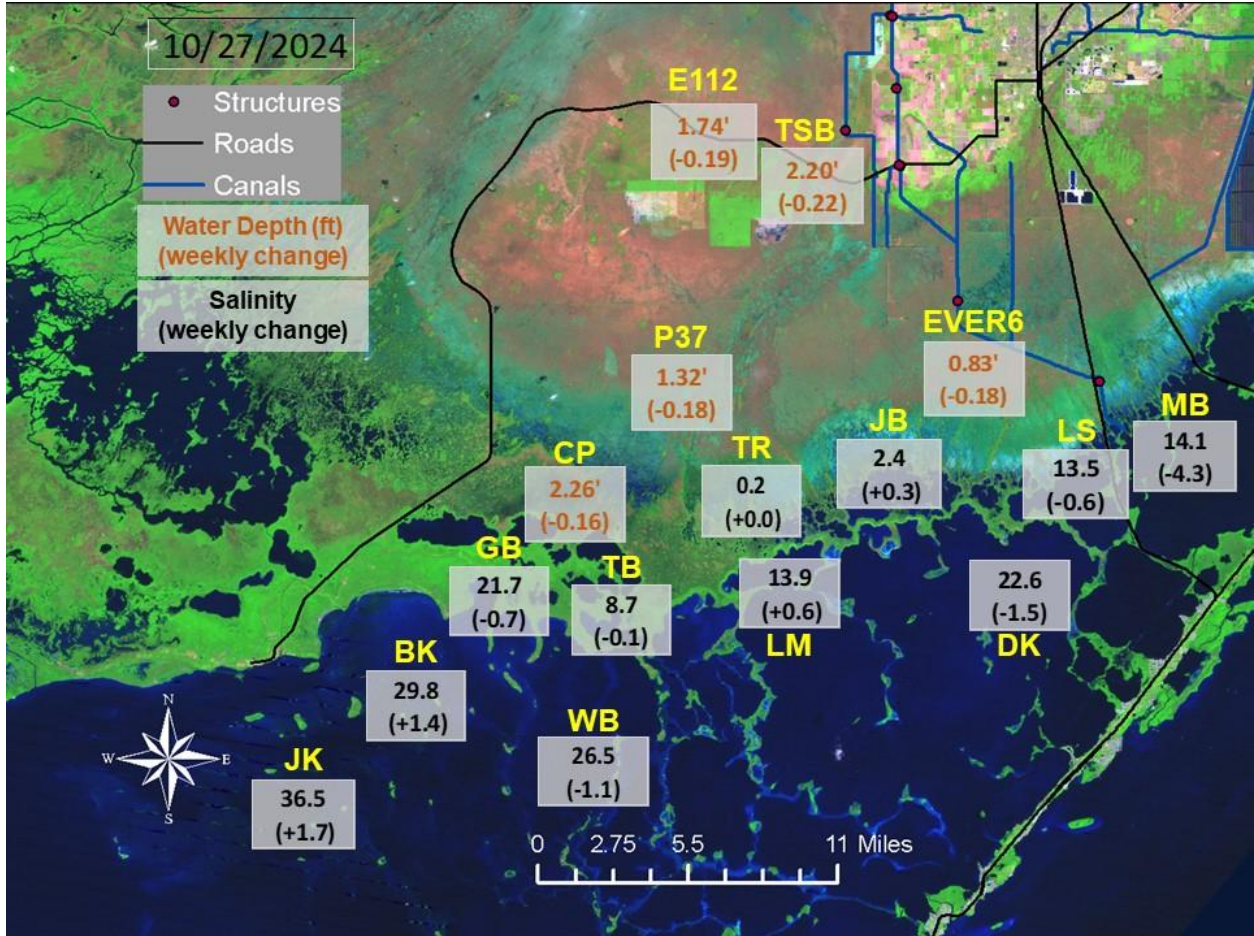 10/27/2024
Structures
Roads
Canals
Water Depth (ft)
(weekly change)
Salinity
(weekly change)
E112
1.74'
(-0.19)
TSB
2.20'
(-0.22)
P37
1.32'
(-0.18)
EVER6
0.83'
(-0.18)
CP
2.26'
(-0.16)
TR
0.2
(+0.0)
JB
2.4
(+0.3)
LS
13.5
(-0.6)
MB
14.1
(-4.3)
GB
21.7
(-0.7)
TB
8.7
(-0.1)
13.9
(+0.6)
LM
22.6
(-1.5)
DK
BK
29.8
(+1.4)
WB
26.5
(-1.1)
JK
36.5
(+1.7)
N
W E
S
0 2.75 5.5 11 Miles